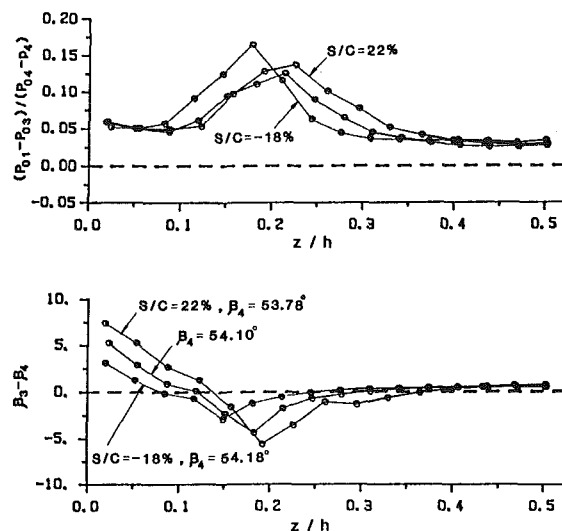 0.20
0.15
0.10
0.05
0.00
-0.05
(P01-P03)/(P04-P4)
S/C=22%
S/C=-18%
0.0 0.1 0.2 0.3 0.4 0.5
z / h
10.
5.
0.
-5.
-10.
β3-β4
S/C=22% , β4 = 53.78°
β4 = 54.10°
S/C=-18% , β4 = 54.18°
0.0 0.1 0.2 0.3 0.4 0.5
z / h